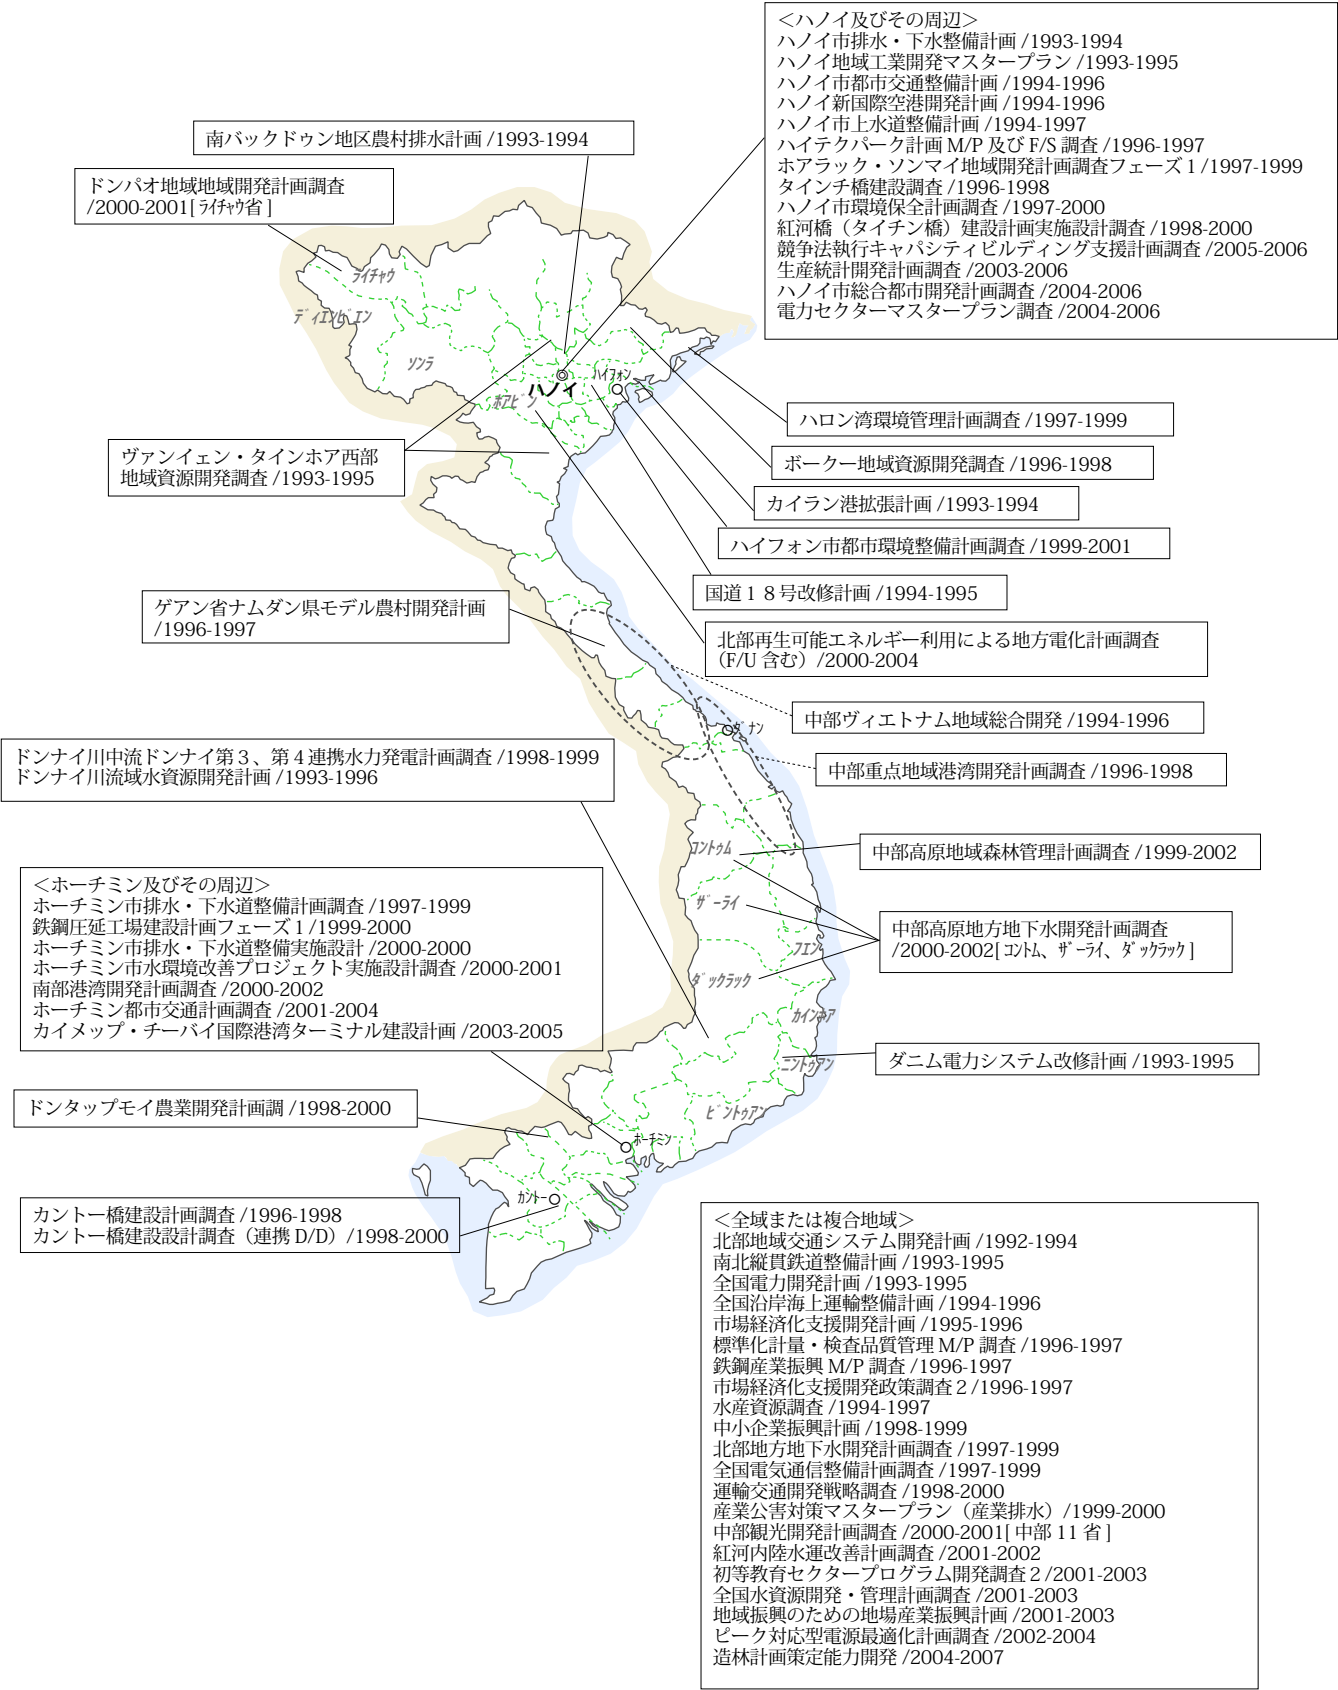 ＜ハノイ及びその周辺＞
ハノイ市排水・下水整備計画 /1993-1994
ハノイ地域工業開発マスタープラン /1993-1995
ハノイ市都市交通整備計画 /1994-1996
ハノイ新国際空港開発計画 /1994-1996
ハノイ市上水道整備計画 /1994-1997
ハイテクパーク計画 M/P 及び F/S 調査 /1996-1997
ホアラック・ソンマイ地域開発計画調査フェーズ 1 /1997-1999
タインチ橋建設調査 /1996-1998
ハノイ市環境保全計画調査 /1997-2000
紅河橋（タイチン橋）建設計画実施設計調査 /1998-2000
競争法執行キャパシティビルディング支援計画調査 /2005-2006
生産統計開発計画調査 /2003-2006
ハノイ市総合都市開発計画調査 /2004-2006
電力セクターマスタープラン調査 /2004-2006
南バックドゥン地区農村排水計画 /1993-1994
ドンパオ地域地域開発計画調査
/2000-2001[ ﾗｲﾁｬｳ省 ]
ﾗｲﾁｬｳ
ﾃﾞｨｴﾝﾋﾞｴﾝ
ｿﾝﾗ
ハノイ
ﾊｲﾌｫﾝ
ﾎｱﾋﾞﾝ
ハロン湾環境管理計画調査 /1997-1999
ヴァンイェン・タインホア西部
地域資源開発調査 /1993-1995
ボークー地域資源開発調査 /1996-1998
カイラン港拡張計画 /1993-1994
ハイフォン市都市環境整備計画調査 /1999-2001
国道１８号改修計画 /1994-1995
ゲアン省ナムダン県モデル農村開発計画
/1996-1997
北部再生可能エネルギー利用による地方電化計画調査
（F/U 含む）/2000-2004
中部ヴィエトナム地域総合開発 /1994-1996
ﾀﾞﾅﾝ
ドンナイ川中流ドンナイ第３、第４連携水力発電計画調査 /1998-1999
ドンナイ川流域水資源開発計画 /1993-1996
中部重点地域港湾開発計画調査 /1996-1998
ｺﾝﾄｩﾑ
中部高原地域森林管理計画調査 /1999-2002
＜ホーチミン及びその周辺＞
ホーチミン市排水・下水道整備計画調査 /1997-1999
鉄鋼圧延工場建設計画フェーズ 1 /1999-2000
ホーチミン市排水・下水道整備実施設計 /2000-2000
ホーチミン市水環境改善プロジェクト実施設計調査 /2000-2001
南部港湾開発計画調査 /2000-2002
ホーチミン都市交通計画調査 /2001-2004
カイメップ・チーバイ国際港湾ターミナル建設計画 /2003-2005
ｻﾞｰﾗｲ
中部高原地方地下水開発計画調査
/2000-2002[ ｺﾝﾄﾑ、ｻﾞｰﾗｲ、ﾀﾞｯｸﾗｯｸ ]
ﾌｴﾝ
ﾀﾞｯｸﾗｯｸ
ｶｲﾝﾎｱ
ﾆﾝﾄｩｱﾝ
ダニム電力システム改修計画 /1993-1995
ドンタップモイ農業開発計画調 /1998-2000
ﾋﾞﾝﾄｩｱﾝ
ﾎｰﾁﾐﾝ
ｶﾝﾄｰ
カントー橋建設計画調査 /1996-1998
カントー橋建設設計調査（連携 D/D）/1998-2000
＜全域または複合地域＞
北部地域交通システム開発計画 /1992-1994
南北縦貫鉄道整備計画 /1993-1995
全国電力開発計画 /1993-1995
全国沿岸海上運輸整備計画 /1994-1996
市場経済化支援開発計画 /1995-1996
標準化計量・検査品質管理 M/P 調査 /1996-1997
鉄鋼産業振興 M/P 調査 /1996-1997
市場経済化支援開発政策調査２/1996-1997
水産資源調査 /1994-1997
中小企業振興計画 /1998-1999
北部地方地下水開発計画調査 /1997-1999
全国電気通信整備計画調査 /1997-1999
運輸交通開発戦略調査 /1998-2000
産業公害対策マスタープラン（産業排水）/1999-2000
中部観光開発計画調査 /2000-2001[ 中部 11 省 ]
紅河内陸水運改善計画調査 /2001-2002
初等教育セクタープログラム開発調査２/2001-2003
全国水資源開発・管理計画調査 /2001-2003
地域振興のための地場産業振興計画 /2001-2003
ピーク対応型電源最適化計画調査 /2002-2004
造林計画策定能力開発 /2004-2007